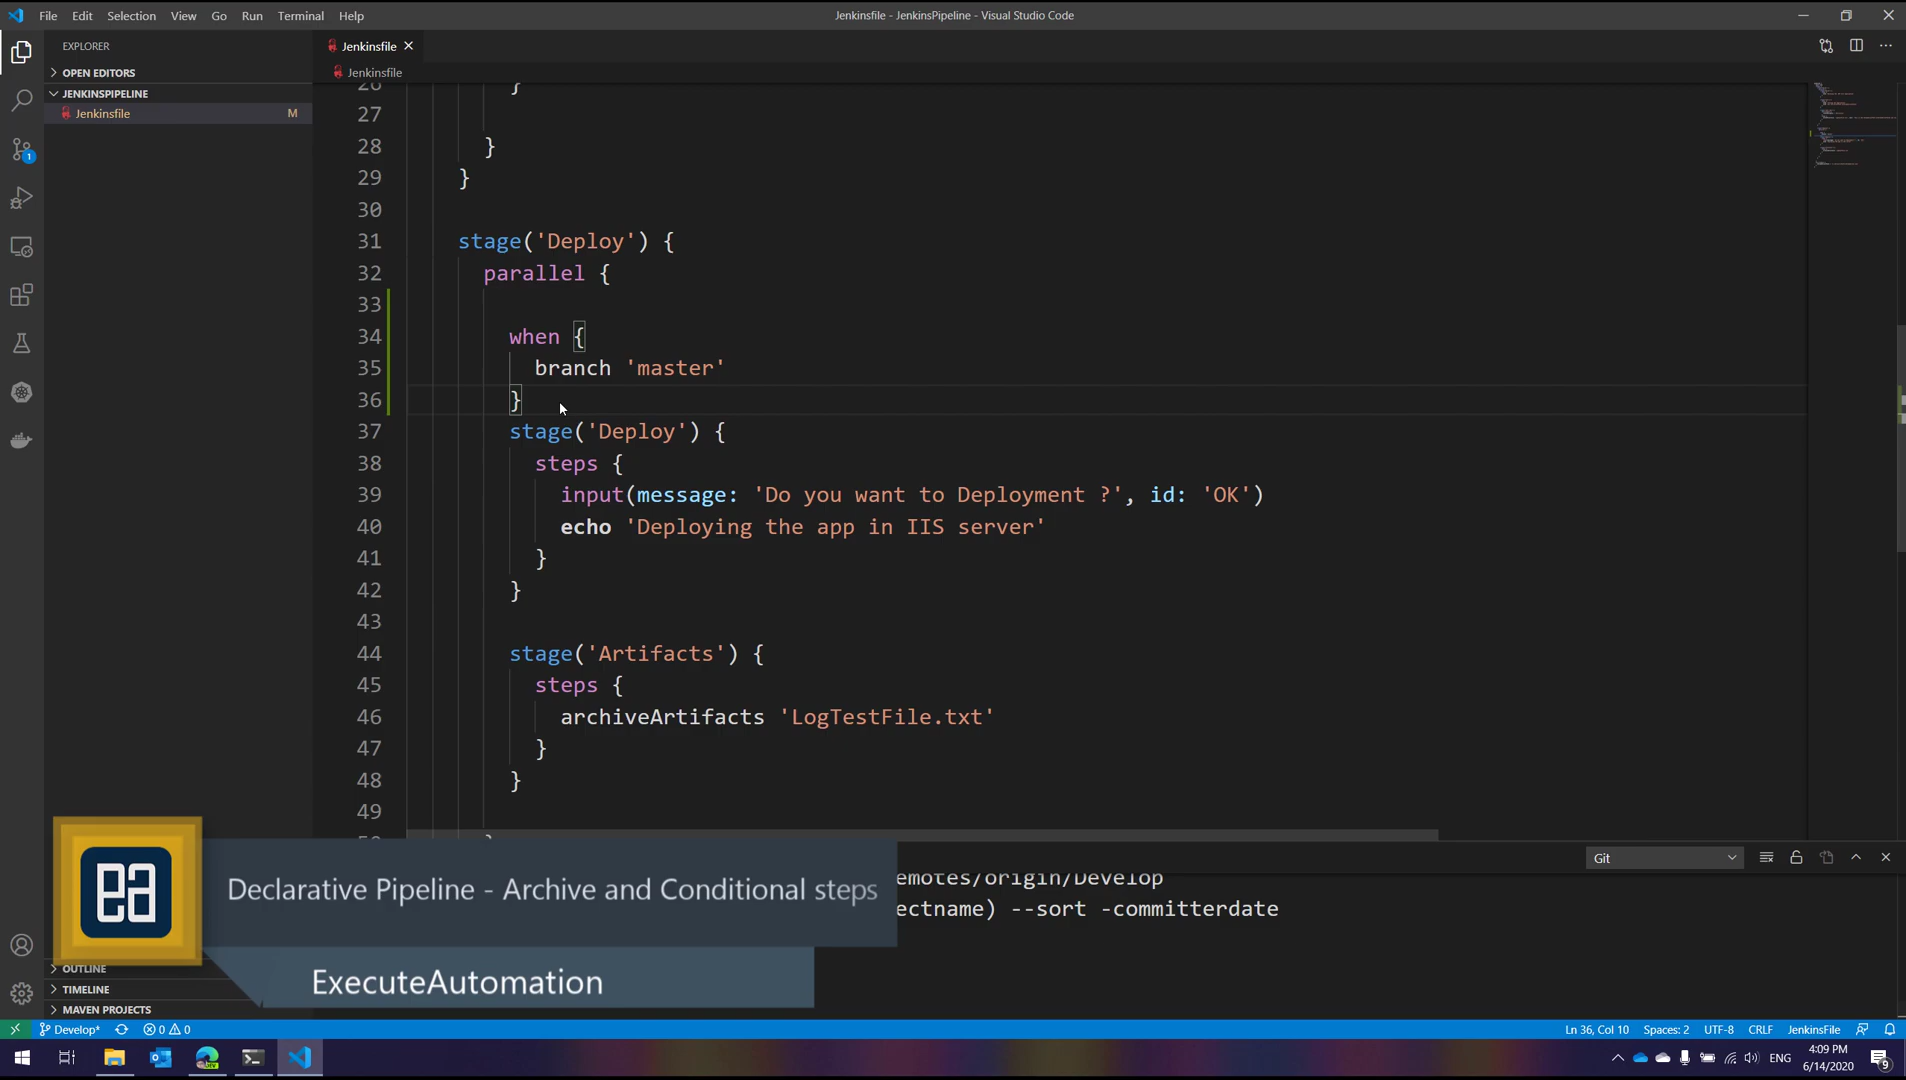 File Edit Selection View Go Run Terminal Help
Jenkinsfile - JenkinsPipeline - Visual Studio Code
EXPLORER
OPEN EDITORS
JENKINSPIPELINE
Jenkinsfile M
1
Jenkinsfile
Jenkinsfile
26 }
27
28 }
29 }
30
31 stage('Deploy') {
32 parallel {
33
34 when {
35 branch 'master'
36 }
37 stage('Deploy') {
38 steps {
39 input(message: 'Do you want to Deployment ?', id: 'OK')
40 echo 'Deploying the app in IIS server'
41 }
42 }
43
44 stage('Artifacts') {
45 steps {
46 archiveArtifacts 'LogTestFile.txt'
47 }
48 }
49
50 }
Git
emotes/origin/Develop
ectname) --sort -committerdate
ea
Declarative Pipeline - Archive and Conditional steps
ExecuteAutomation
OUTLINE
TIMELINE
MAVEN PROJECTS
Develop* 0 0
Ln 36, Col 10 Spaces: 2 UTF-8 CRLF JenkinsFile
ENG
4:09 PM
6/14/2020
9